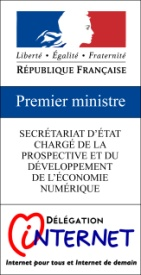 Liberté • Égalité • Fraternité
RÉPUBLIQUE FRANÇAISE
Premier ministre
SECRÉTARIAT D'ÉTAT
CHARGÉ DE LA
PROSPECTIVE ET DU
DÉVELOPPEMENT
DE L'ÉCONOMIE
NUMÉRIQUE
DÉLÉGATION
INTERNET
Internet pour tous et Internet de demain